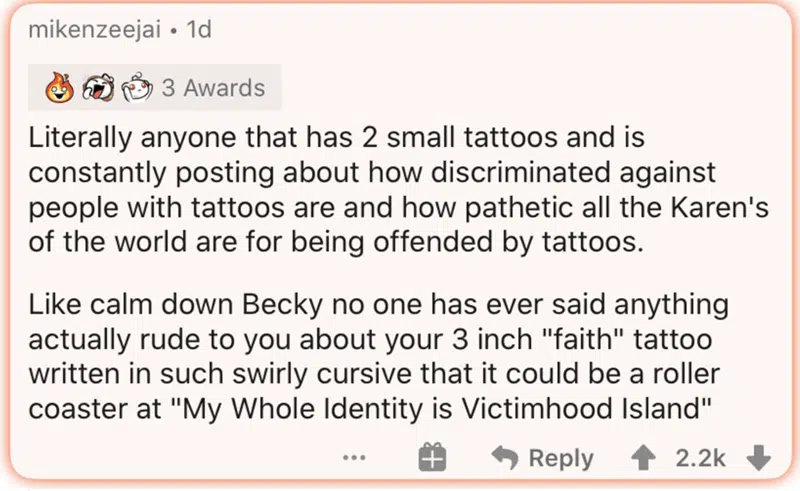 mikenzeejai • 1d
3 Awards
Literally anyone that has 2 small tattoos and is
constantly posting about how discriminated against
people with tattoos are and how pathetic all the Karen's
of the world are for being offended by tattoos.
Like calm down Becky no one has ever said anything
actually rude to you about your 3 inch "faith" tattoo
written in such swirly cursive that it could be a roller
coaster at "My Whole Identity is Victimhood Island"
Reply 2.2k